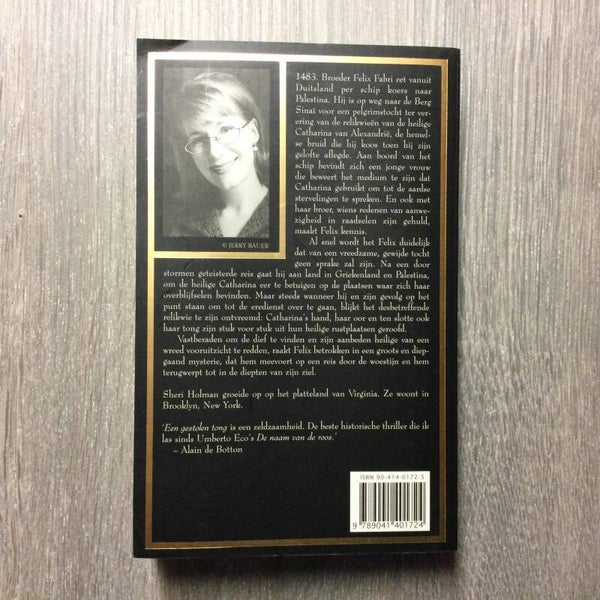 1483. Broeder Felix Fabri zet vanuit
Duitsland per schip koers naar
Palestina. Hij is op weg naar de Berg
Sinaï voor een pelgrimstocht ter ver-
ering van de relikwieën van de heilige
Catharina van Alexandrië, de hemel-
se bruid die hij koos toen hij zijn
gelofte aflegde. Aan boord van het
schip bevindt zich een jonge vrouw
die beweert het medium te zijn dat
Catharina gebruikt om tot de aardse
stervelingen te spreken. En ook met
haar broer, wiens redenen van aanwe-
zigheid in raadselen zijn gehuld,
maakt Felix kennis.
© JERRY BAUER
Al snel wordt het Felix duidelijk
dat van een vreedzame, gewijde tocht
geen sprake zal zijn. Na een door
stormen geteisterde reis gaat hij aan land in Griekenland en Palestina,
om de heilige Catharina eer te betuigen op de plaatsen waar zich haar
overblijfselen bevinden. Maar steeds wanneer hij en zijn gevolg op het
punt staan om tot de eredienst over te gaan, blijkt het desbetreffende
relikwie te zijn ontvreemd: Catharina's hand, haar oor en ten slotte ook
haar tong zijn stuk voor stuk uit hun heilige rustplaatsen geroofd.
Vastberaden om de dief te vinden en zijn aanbeden heilige van een
wreed vooruitzicht te redden, raakt Felix betrokken in een groots en diep-
gaand mysterie, dat hem meevoert op een reis door de woestijn en hem
terugwerpt tot in de diepten van zijn ziel.
Sheri Holman groeide op op het platteland van Virginia. Ze woont in
Brooklyn, New York.
'Een gestolen tong is een zeldzaamheid. De beste historische thriller die ik
las sinds Umberto Eco's De naam van de roos.'
– Alain de Botton
ISBN 90-414-0172-5
9 789041 401724